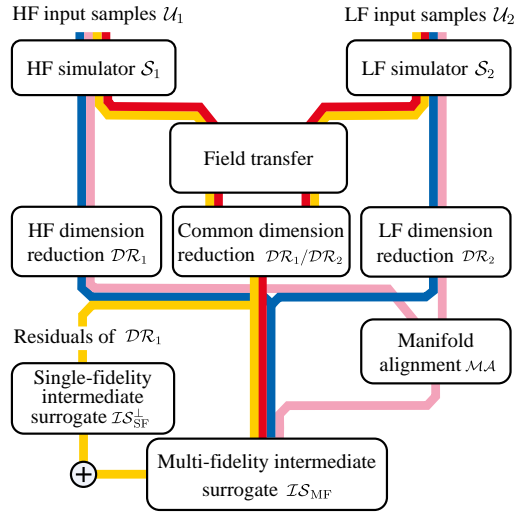 HF input samples 𝒰₁
LF input samples 𝒰₂
HF simulator 𝒮₁
LF simulator 𝒮₂
Field transfer
HF dimension
reduction 𝒟ℛ₁
Common dimension
reduction 𝒟ℛ₁/𝒟ℛ₂
LF dimension
reduction 𝒟ℛ₂
Residuals of 𝒟ℛ₁
Manifold
alignment ℳ𝒜
Single-fidelity
intermediate
surrogate ℐ𝒮_SF^⊥
+
Multi-fidelity intermediate
surrogate ℐ𝒮_MF